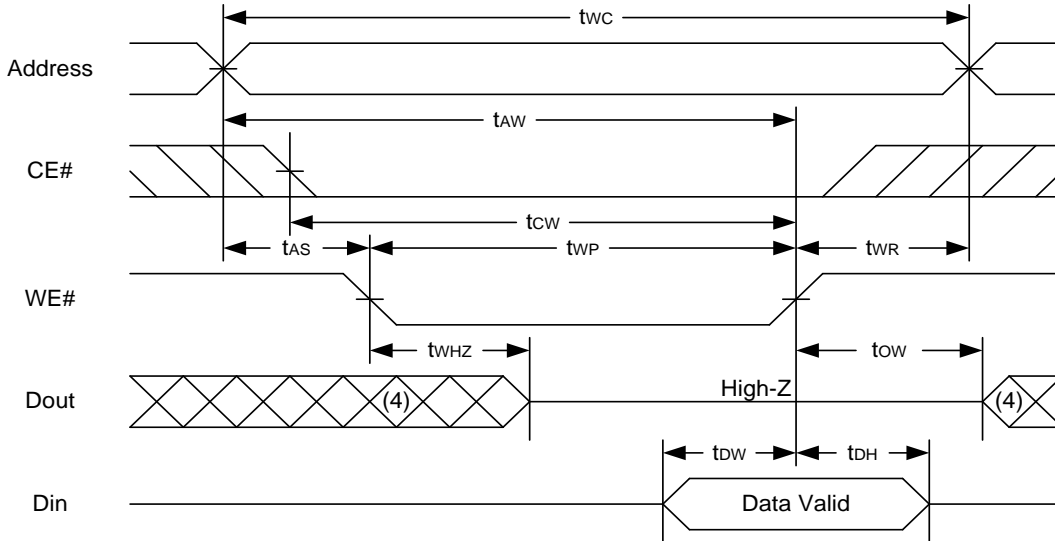 tWC
Address
tAW
CE#
tCW
tAS
tWP
tWR
WE#
tWHZ
tOW
High-Z
Dout
(4)
(4)
tDW
tDH
Din
Data Valid